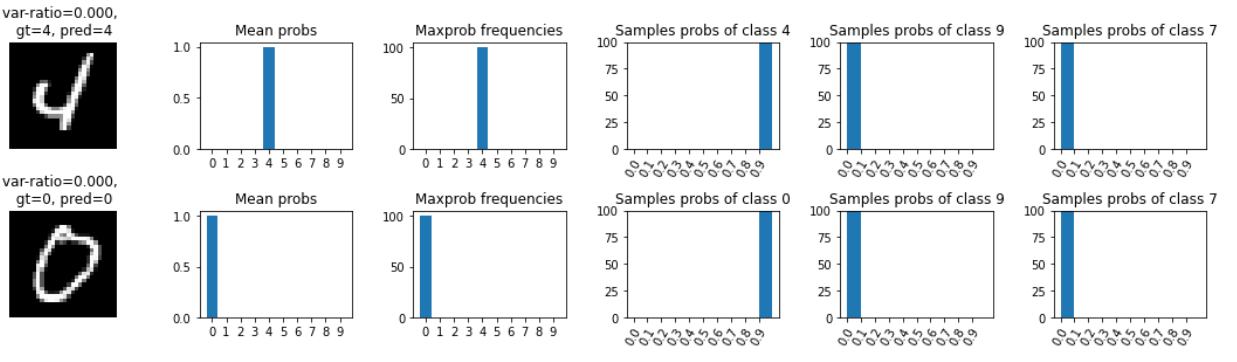 var-ratio=0.000,
gt=4, pred=4
Mean probs
1.0
0.5
0.0
0 1 2 3 4 5 6 7 8 9
Maxprob frequencies
100
50
0
0 1 2 3 4 5 6 7 8 9
Samples probs of class 4
100
75
50
25
0
0.0 0.1 0.2 0.3 0.4 0.5 0.6 0.7 0.8 0.9
Samples probs of class 9
100
75
50
25
0
0.0 0.1 0.2 0.3 0.4 0.5 0.6 0.7 0.8 0.9
Samples probs of class 7
100
75
50
25
0
0.0 0.1 0.2 0.3 0.4 0.5 0.6 0.7 0.8 0.9
4
var-ratio=0.000,
gt=0, pred=0
Mean probs
1.0
0.5
0.0
0 1 2 3 4 5 6 7 8 9
Maxprob frequencies
100
50
0
0 1 2 3 4 5 6 7 8 9
Samples probs of class 0
100
75
50
25
0
0.0 0.1 0.2 0.3 0.4 0.5 0.6 0.7 0.8 0.9
Samples probs of class 9
100
75
50
25
0
0.0 0.1 0.2 0.3 0.4 0.5 0.6 0.7 0.8 0.9
Samples probs of class 7
100
75
50
25
0
0.0 0.1 0.2 0.3 0.4 0.5 0.6 0.7 0.8 0.9
0